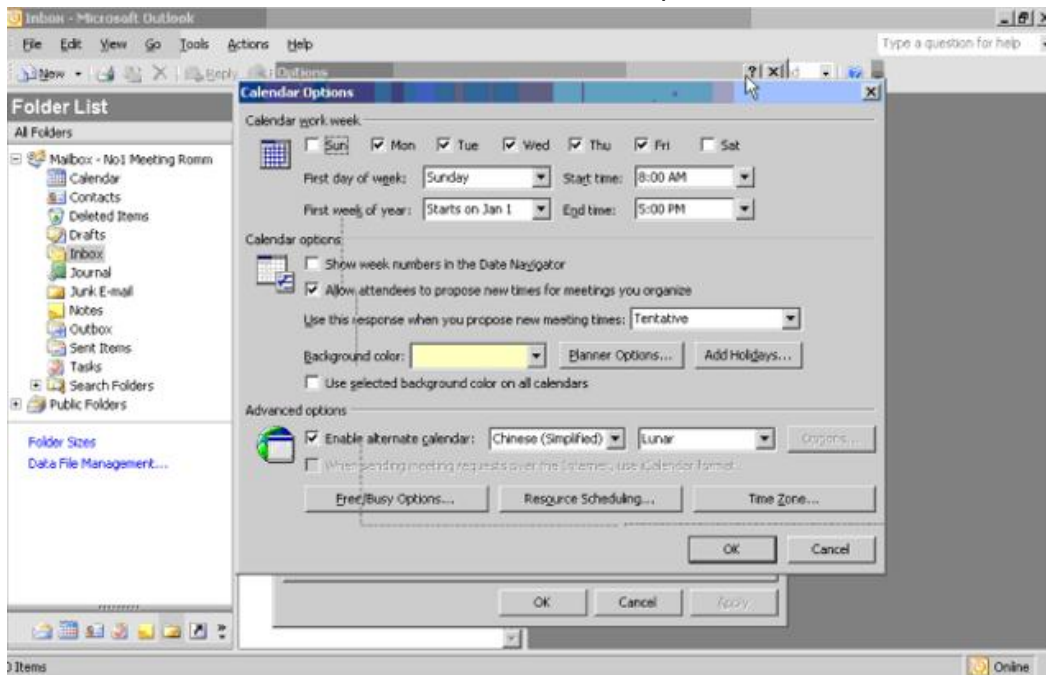 Inbox - Microsoft Outlook
File Edit View Go Tools Actions Help
Type a question for help
New Reply
Options
Calendar Options
Folder List
All Folders
Mailbox - No1 Meeting Romm
Calendar
Contacts
Deleted Items
Drafts
Inbox
Journal
Junk E-mail
Notes
Outbox
Sent Items
Tasks
Search Folders
Public Folders
Folder Sizes
Data File Management...
Calendar work week
Sun Mon Tue Wed Thu Fri Sat
First day of week: Sunday Start time: 8:00 AM
First week of year: Starts on Jan 1 End time: 5:00 PM
Calendar options
Show week numbers in the Date Navigator
Allow attendees to propose new times for meetings you organize
Use this response when you propose new meeting times: Tentative
Background color: Planner Options... Add Holidays...
Use selected background color on all calendars
Advanced options
Enable alternate calendar: Chinese (Simplified) Lunar Options...
When sending meeting requests over the Internet, use iCalendar format
Free/Busy Options... Resource Scheduling... Time Zone...
OK Cancel
OK Cancel Apply
Items
Online